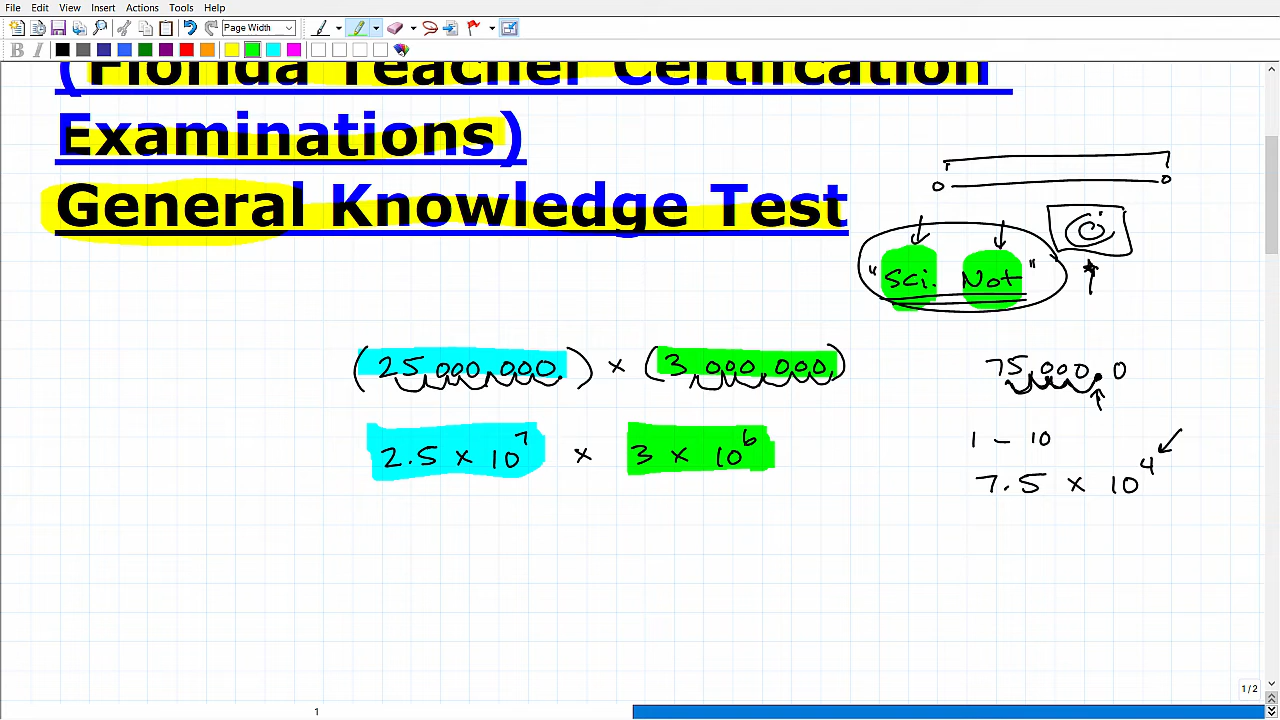 File Edit View Insert Actions Tools Help
Page Width
B I
(Florida Teacher Certification
Examinations)
General Knowledge Test
"Sci. Not"
(25,000,000.) × (3,000,000.)
75,000.0
2.5 × 10⁷ × 3 × 10⁶
1 – 10
7.5 × 10⁴
1/2
1